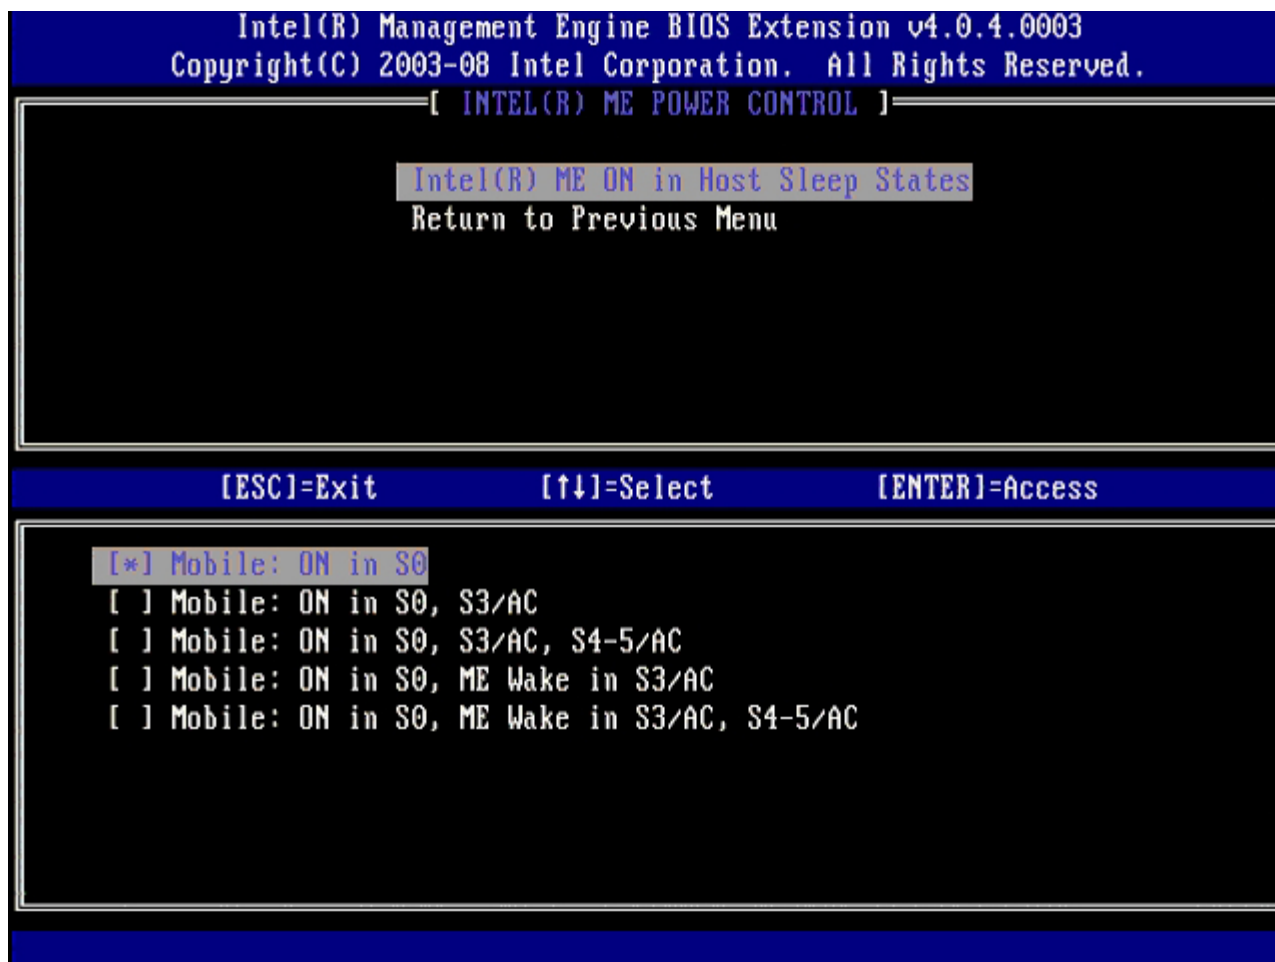 Intel(R) Management Engine BIOS Extension v4.0.4.0003
Copyright(C) 2003-08 Intel Corporation. All Rights Reserved.
[ INTEL(R) ME POWER CONTROL ]
Intel(R) ME ON in Host Sleep States
Return to Previous Menu
[ESC]=Exit [↑↓]=Select [ENTER]=Access
[*] Mobile: ON in S0
[ ] Mobile: ON in S0, S3/AC
[ ] Mobile: ON in S0, S3/AC, S4-5/AC
[ ] Mobile: ON in S0, ME Wake in S3/AC
[ ] Mobile: ON in S0, ME Wake in S3/AC, S4-5/AC